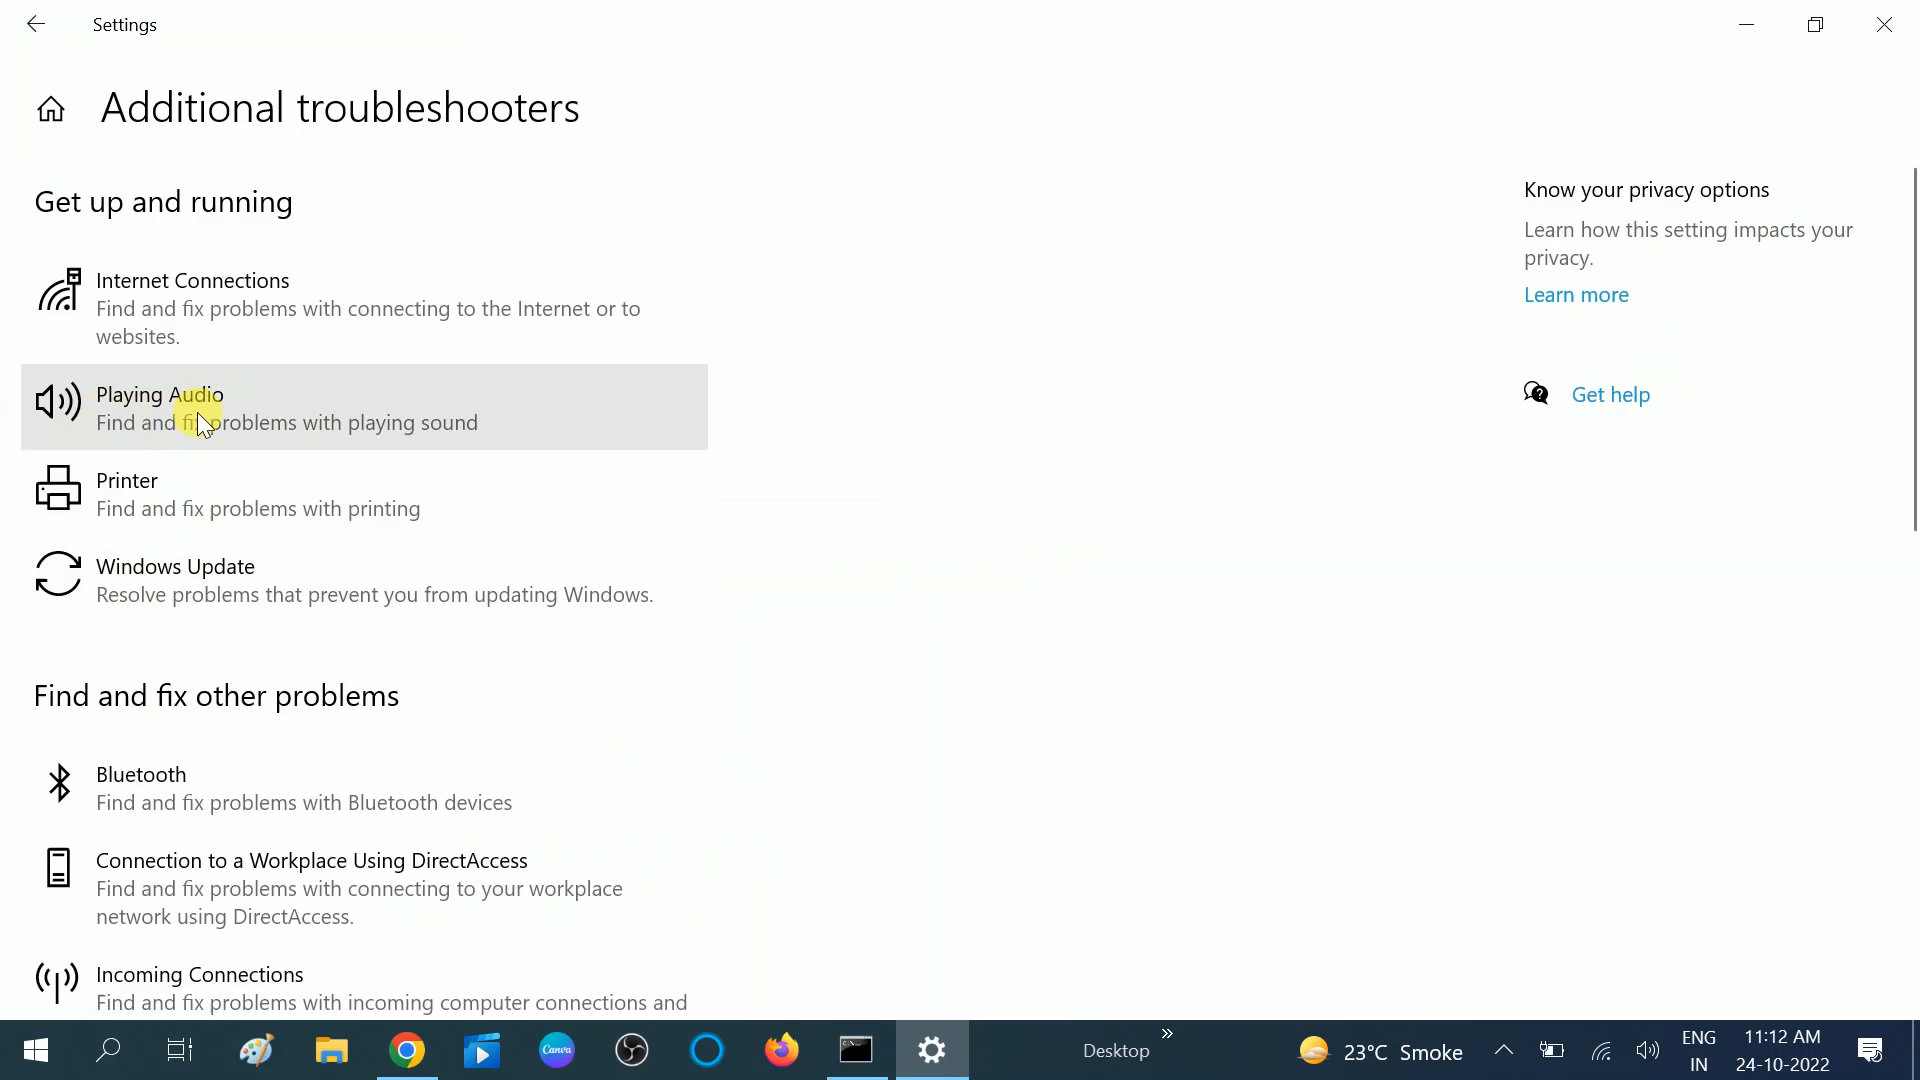 Settings
Additional troubleshooters
Get up and running
Internet Connections
Find and fix problems with connecting to the Internet or to
websites.
Playing Audio
Find and fix problems with playing sound
Printer
Find and fix problems with printing
Windows Update
Resolve problems that prevent you from updating Windows.
Find and fix other problems
Bluetooth
Find and fix problems with Bluetooth devices
Connection to a Workplace Using DirectAccess
Find and fix problems with connecting to your workplace
network using DirectAccess.
Incoming Connections
Find and fix problems with incoming computer connections and
Know your privacy options
Learn how this setting impacts your
privacy.
Learn more
Get help
Canva
Desktop
23°C Smoke
ENG
IN
11:12 AM
24-10-2022